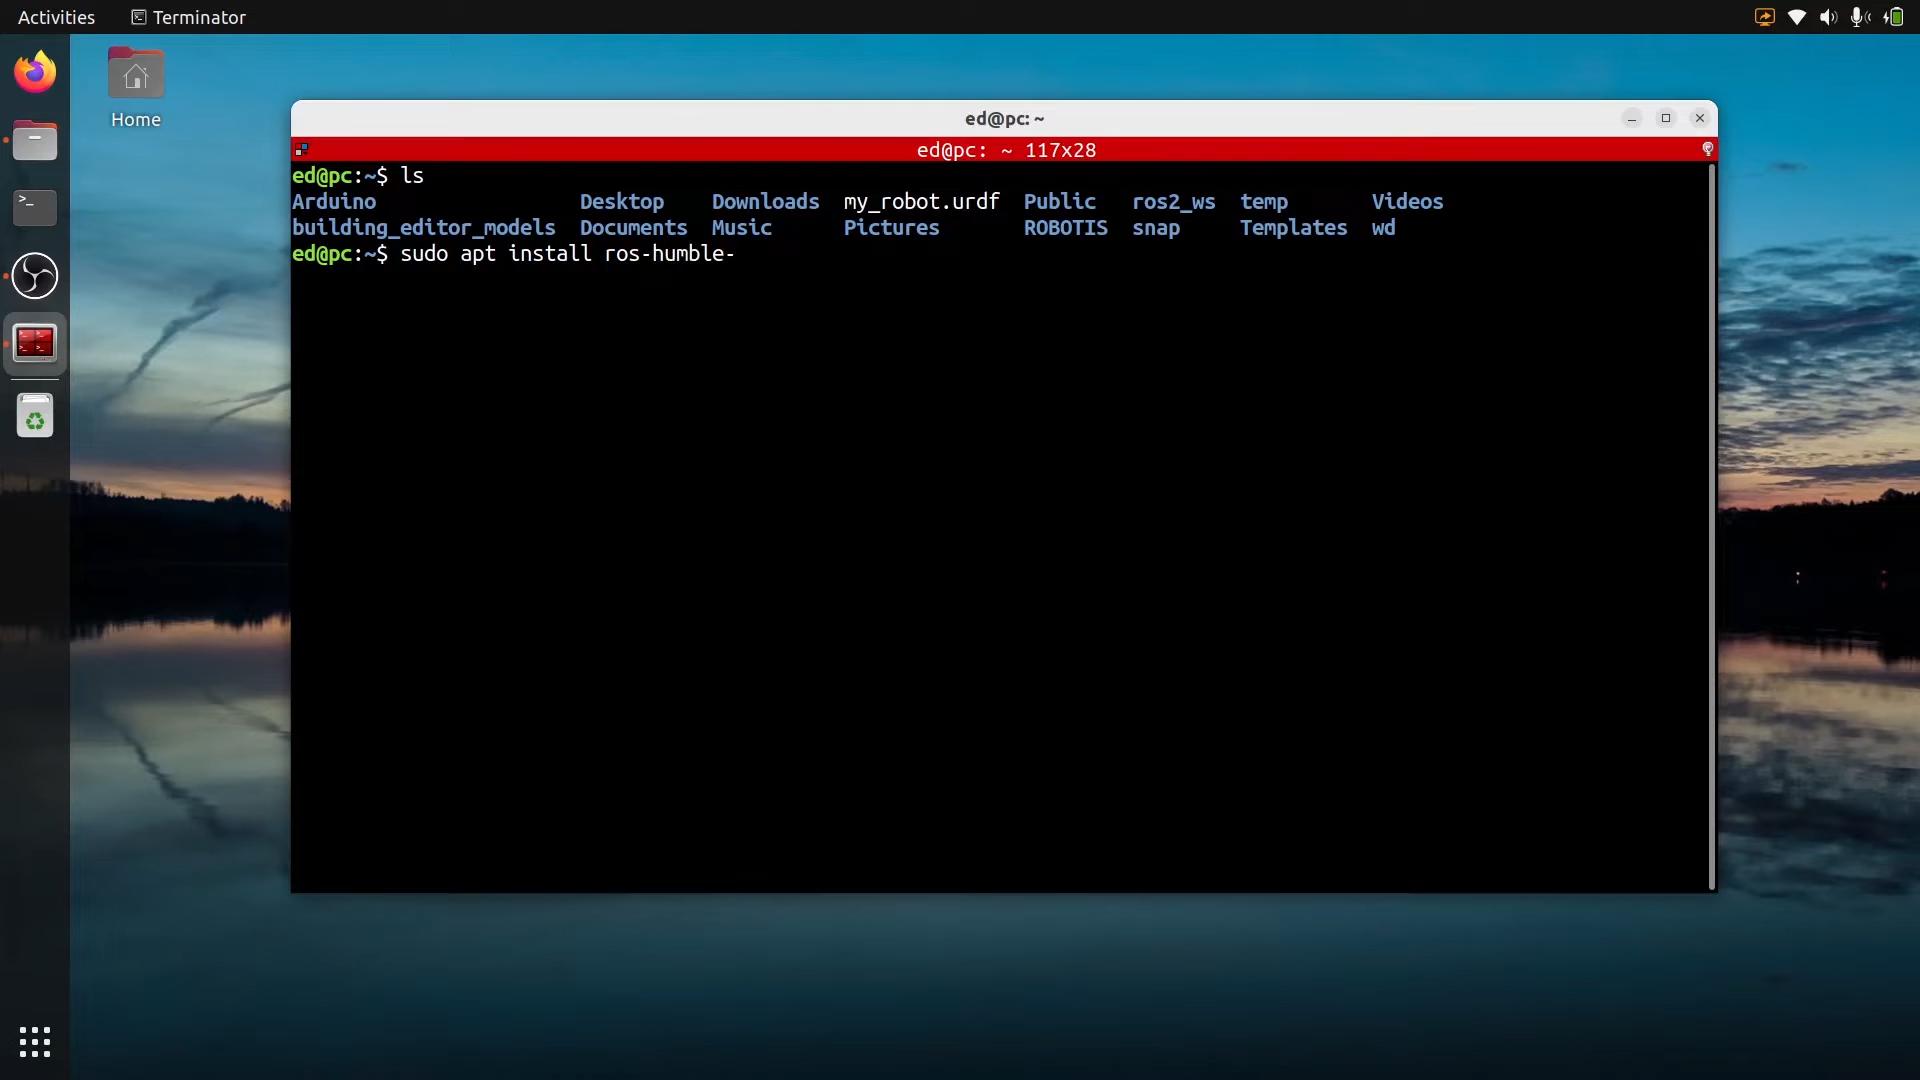 Activities Terminator
Home
ed@pc: ~
ed@pc: ~ 117x28
ed@pc:~$ ls
Arduino Desktop Downloads my_robot.urdf Public ros2_ws temp Videos
building_editor_models Documents Music Pictures ROBOTIS snap Templates wd
ed@pc:~$ sudo apt install ros-humble-